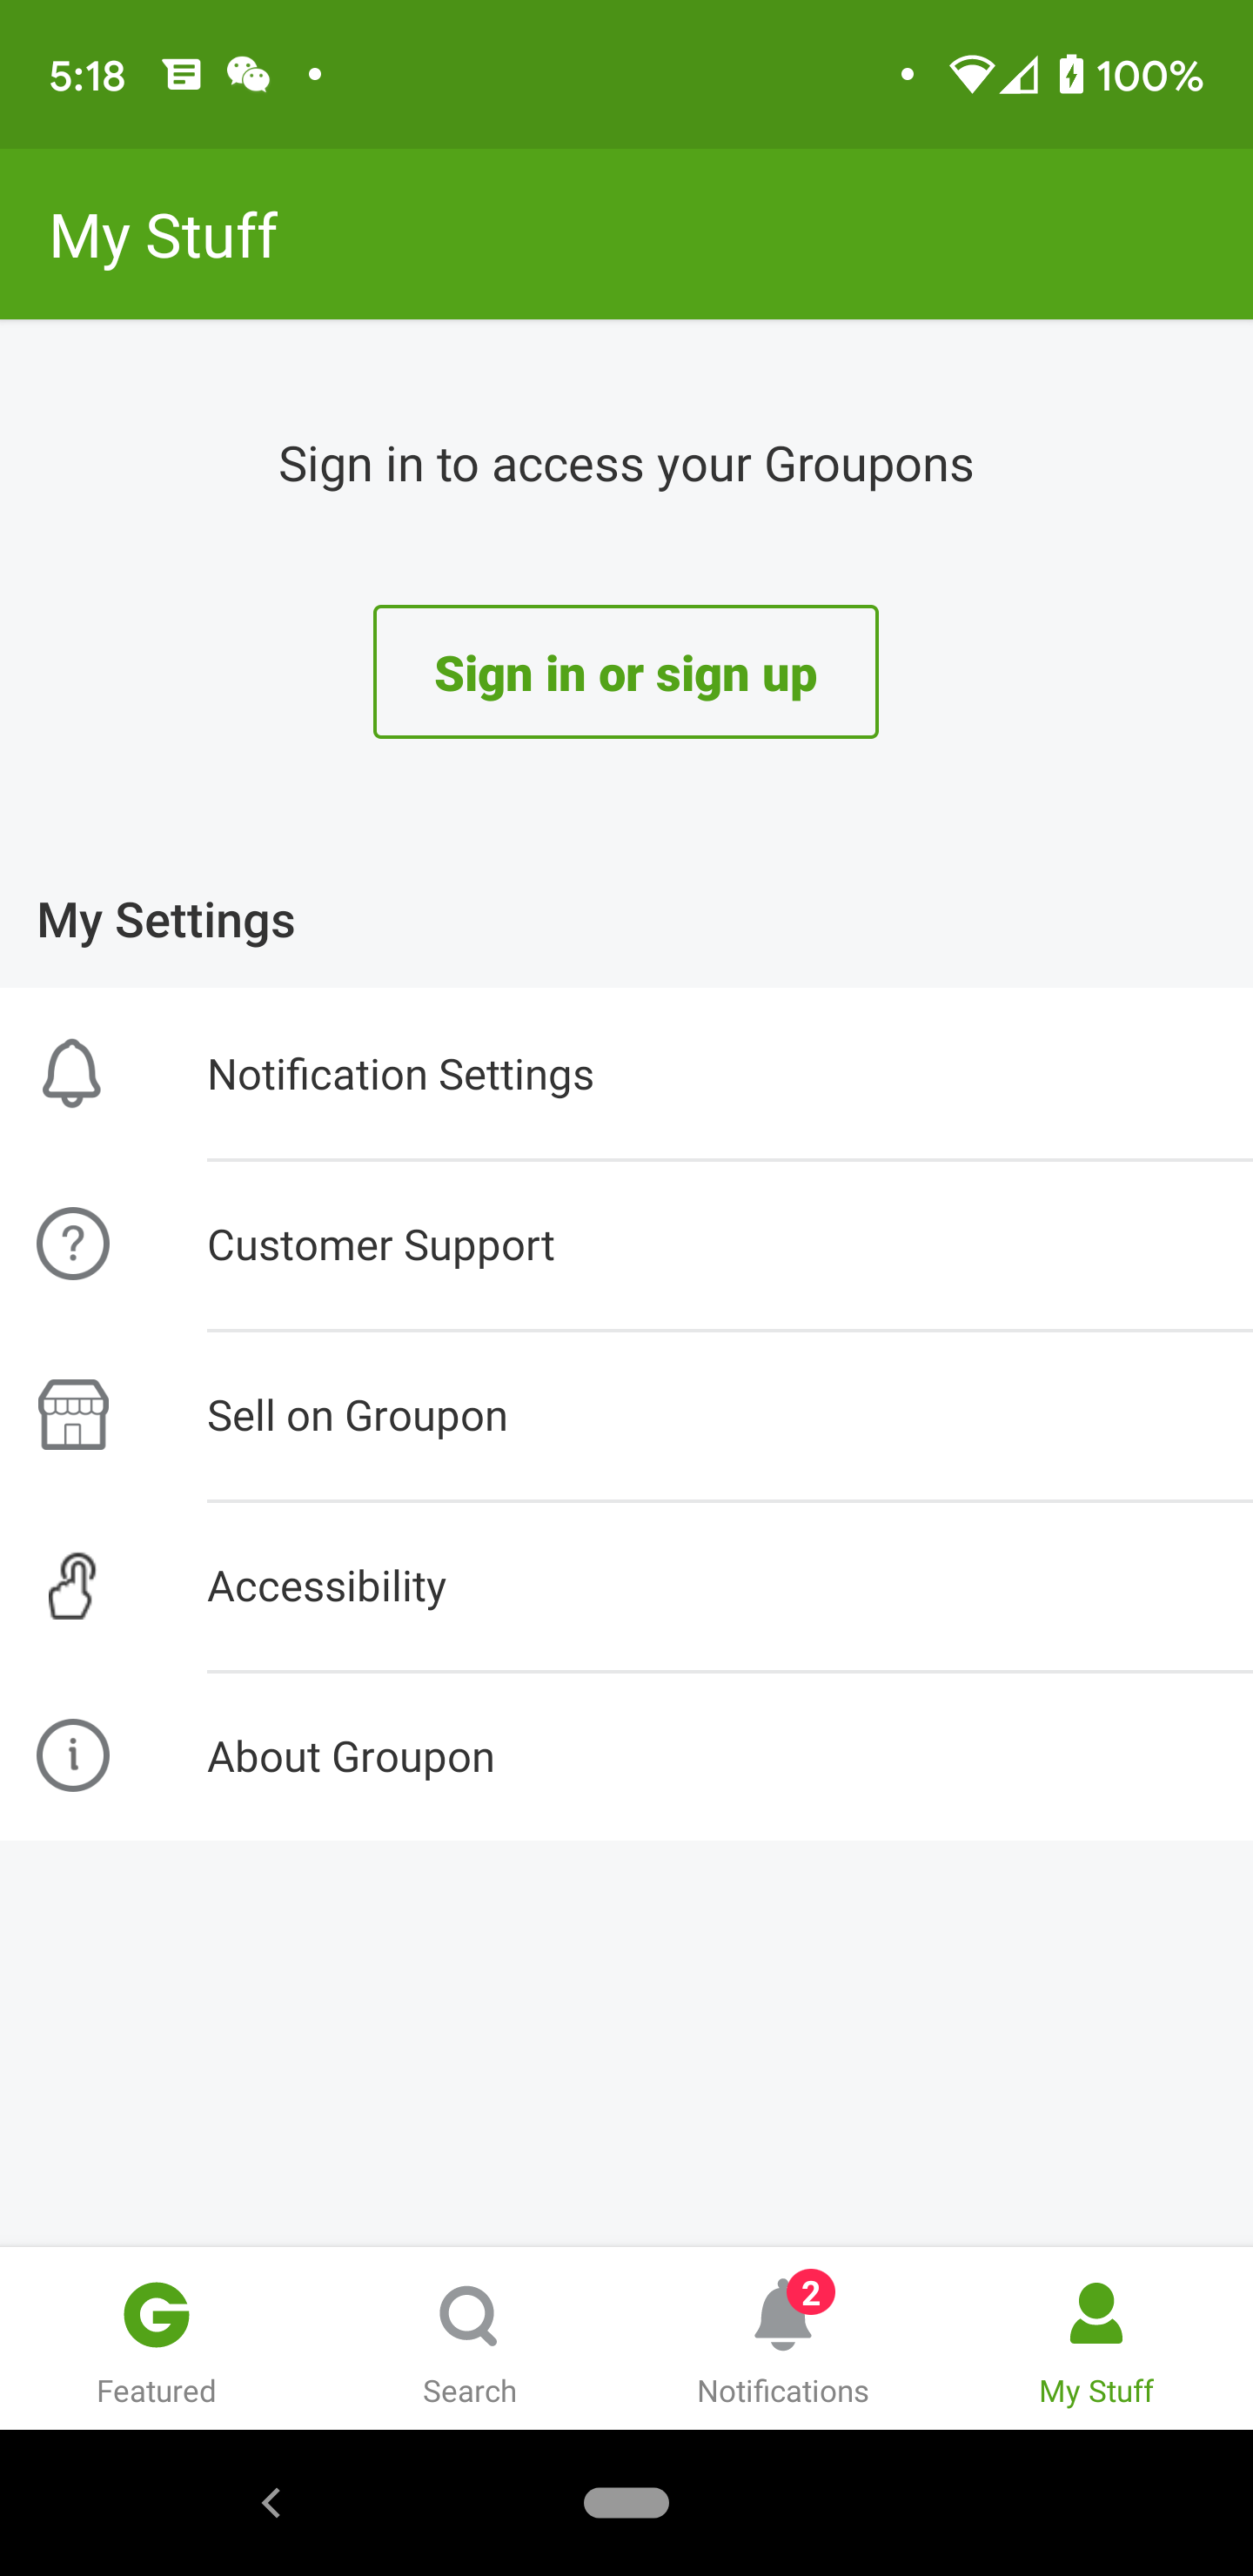 5:18
100%
My Stuff
Sign in to access your Groupons
Sign in or sign up
My Settings
Notification Settings
Customer Support
Sell on Groupon
Accessibility
About Groupon
2
Featured
Search
Notifications
My Stuff